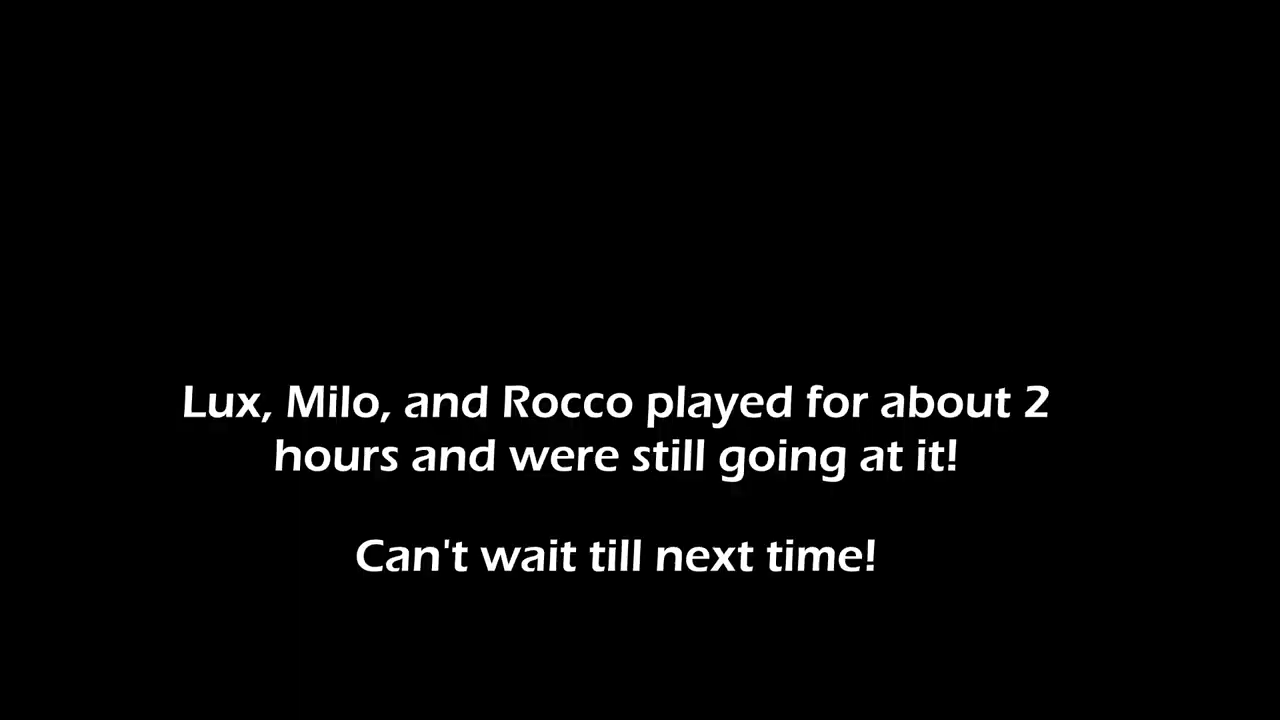 Lux, Milo, and Rocco played for about 2
hours and were still going at it!
Can't wait till next time!